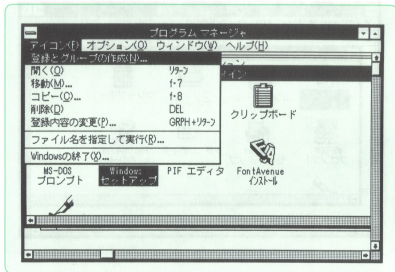 プログラム マネージャ
アイコン(F) オプション(O) ウィンドウ(W) ヘルプ(H)
登録とグループの作成(N)...
開く(O) リターン
移動(M)... f・7
コピー(C)... f・8
削除(D) DEL
登録内容の変更(P)... GRPH+リターン
ファイル名を指定して実行(R)...
Windowsの終了(X)...
クリップボード
MS-DOS プロンプト
Windows セットアップ
PIF エディタ
FontAvenue インストール